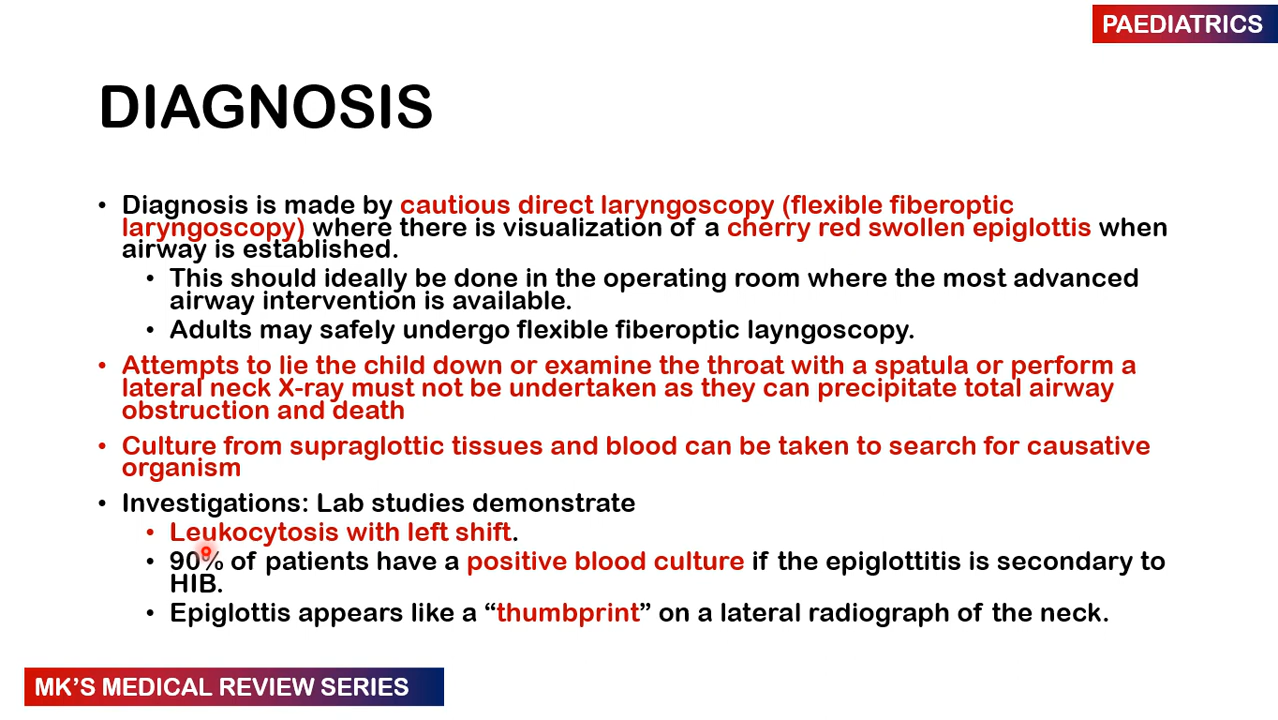 PAEDIATRICS
DIAGNOSIS
• Diagnosis is made by cautious direct laryngoscopy (flexible fiberoptic
laryngoscopy) where there is visualization of a cherry red swollen epiglottis when
airway is established.
• This should ideally be done in the operating room where the most advanced
airway intervention is available.
• Adults may safely undergo flexible fiberoptic layngoscopy.
• Attempts to lie the child down or examine the throat with a spatula or perform a
lateral neck X-ray must not be undertaken as they can precipitate total airway
obstruction and death
• Culture from supraglottic tissues and blood can be taken to search for causative
organism
• Investigations: Lab studies demonstrate
• Leukocytosis with left shift.
• 90% of patients have a positive blood culture if the epiglottitis is secondary to
HIB.
• Epiglottis appears like a “thumbprint” on a lateral radiograph of the neck.
MK’S MEDICAL REVIEW SERIES